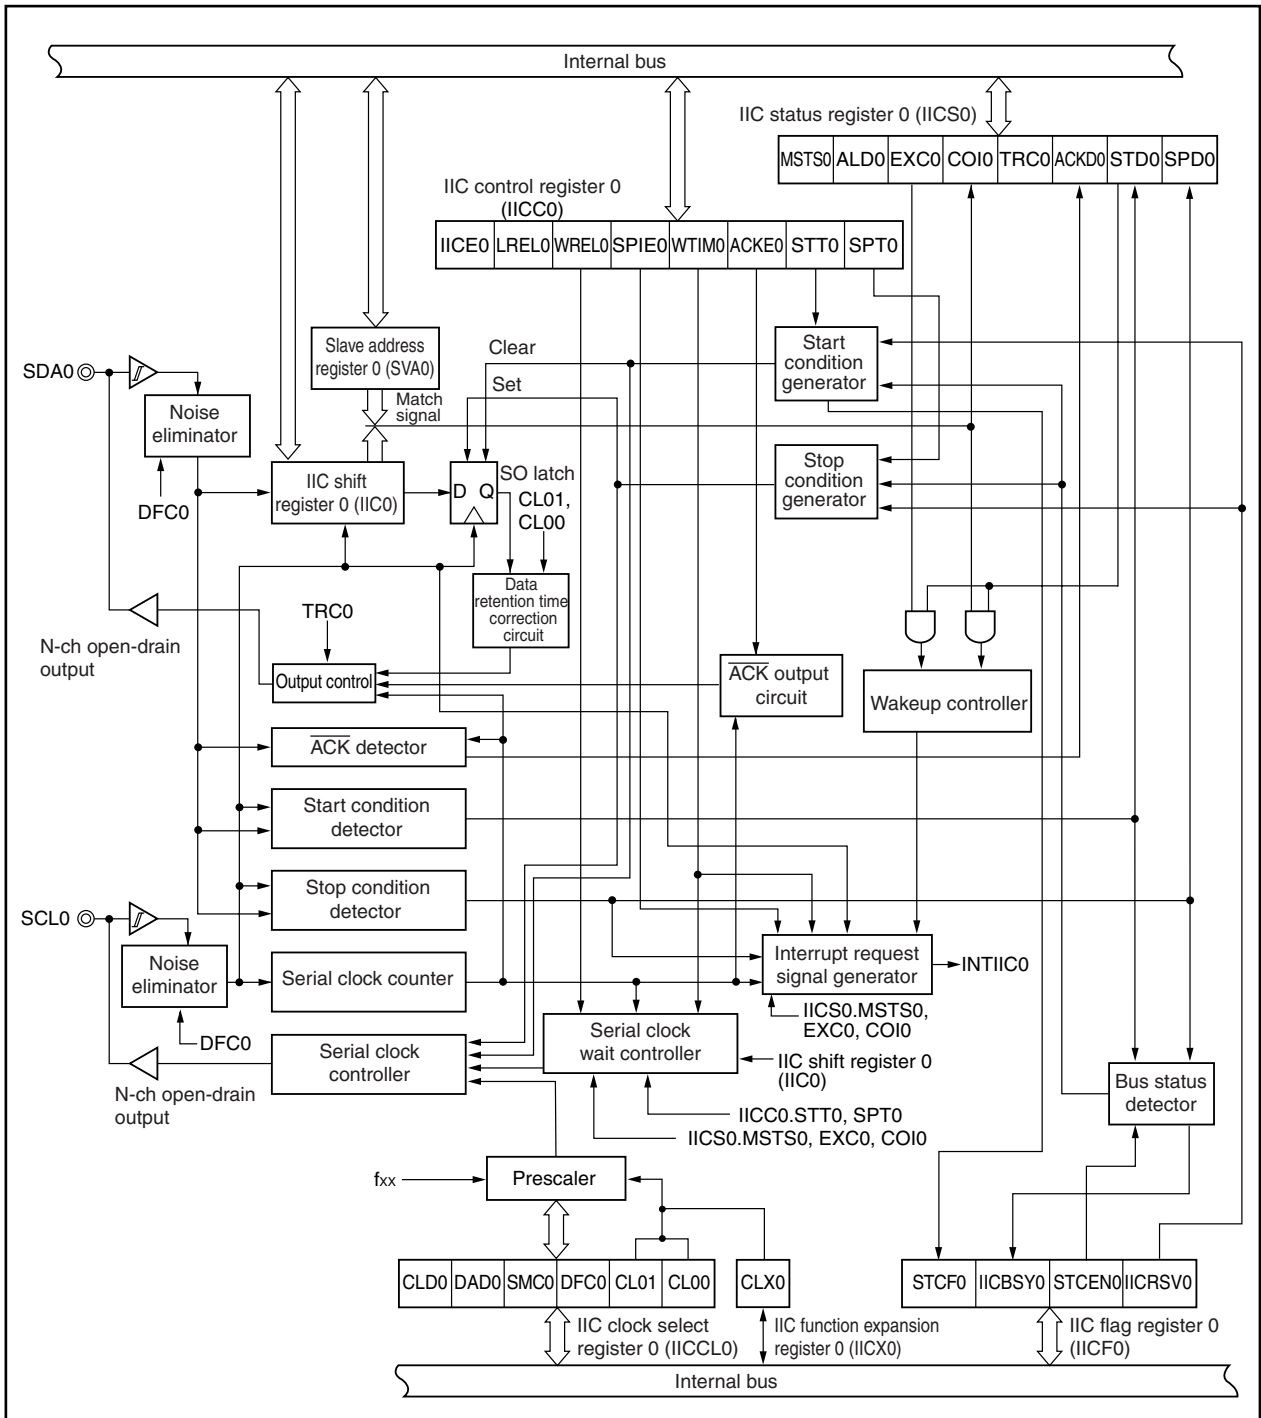 Internal bus
IIC status register 0 (IICS0)
MSTS0 ALD0 EXC0 COI0 TRC0 ACKD0 STD0 SPD0
IIC control register 0
(IICC0)
IICE0 LREL0 WREL0 SPIE0 WTIM0 ACKE0 STT0 SPT0
Slave address
register 0 (SVA0)
Clear
Start
condition
generator
SDA0
Set
Match
signal
Noise
eliminator
Stop
condition
generator
IIC shift
register 0 (IIC0)
D Q
SO latch
CL01,
CL00
DFC0
Data
retention time
correction
circuit
TRC0
N-ch open-drain
output
Output control
ACK output
circuit
Wakeup controller
ACK detector
Start condition
detector
Stop condition
detector
SCL0
Noise
eliminator
Serial clock counter
Interrupt request
signal generator
INTIIC0
IICS0.MSTS0,
EXC0, COI0
DFC0
Serial clock
controller
Serial clock
wait controller
IIC shift register 0
(IIC0)
N-ch open-drain
output
Bus status
detector
IICC0.STT0, SPT0
IICS0.MSTS0, EXC0, COI0
fxx
Prescaler
CLD0 DAD0 SMC0 DFC0 CL01 CL00
CLX0
STCF0 IICBSY0 STCEN0 IICRSV0
IIC clock select
register 0 (IICCL0)
IIC function expansion
register 0 (IICX0)
IIC flag register 0
(IICF0)
Internal bus